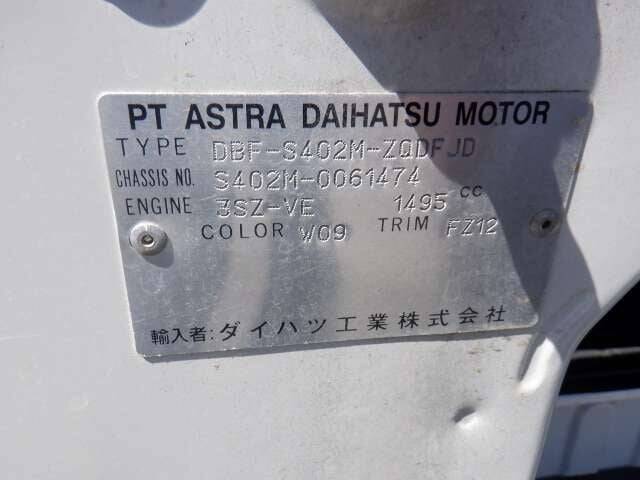 PT ASTRA DAIHATSU MOTOR
TYPE DBF-S402M-ZQDFJD
CHASSIS NO. S402M-0061474
ENGINE 3SZ-VE 1495 CC
COLOR W09 TRIM FZ12
輸入者:ダイハツ工業株式会社